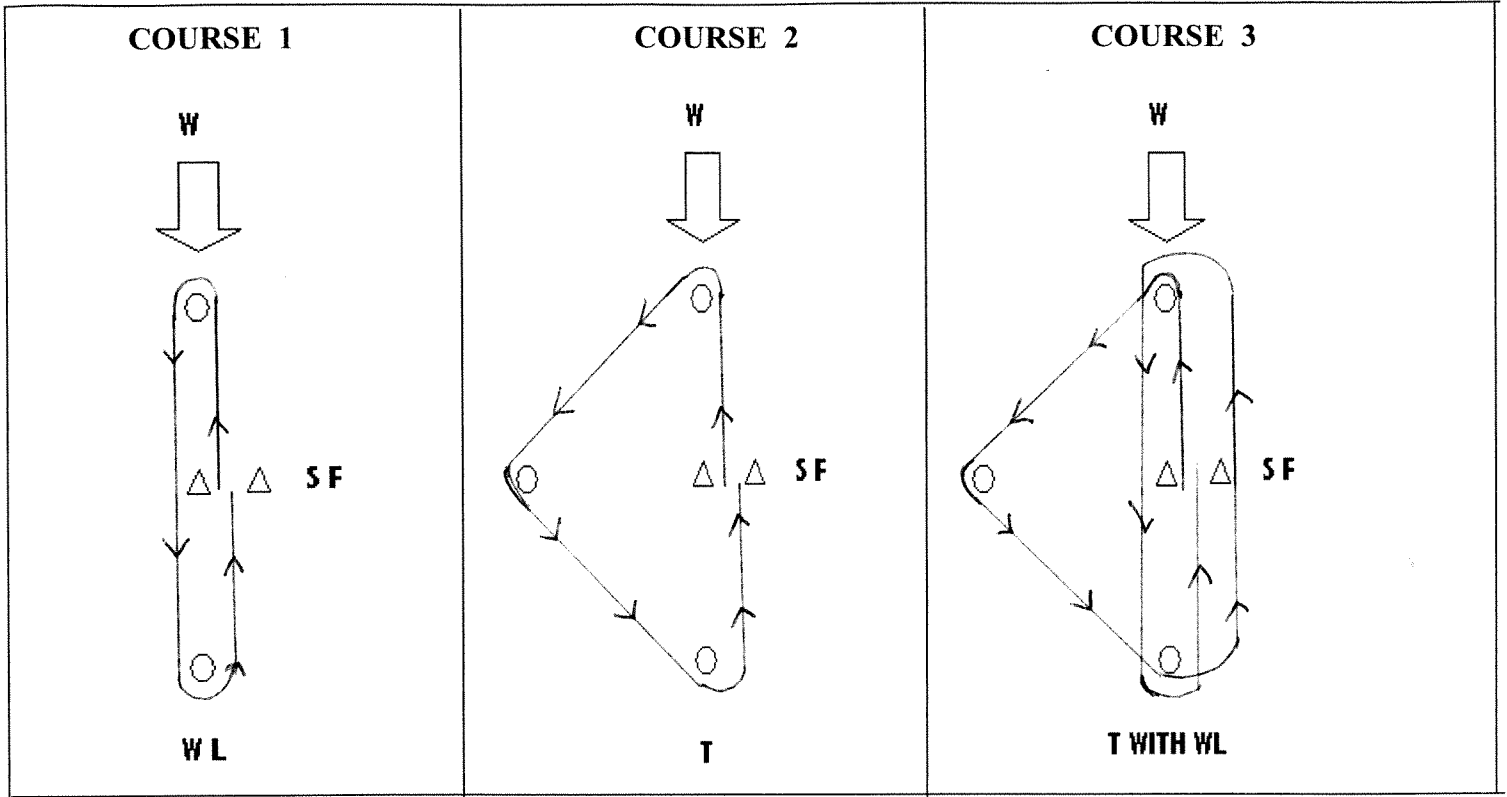 COURSE 1
W
S F
W L
COURSE 2
W
S F
T
COURSE 3
W
S F
T WITH WL